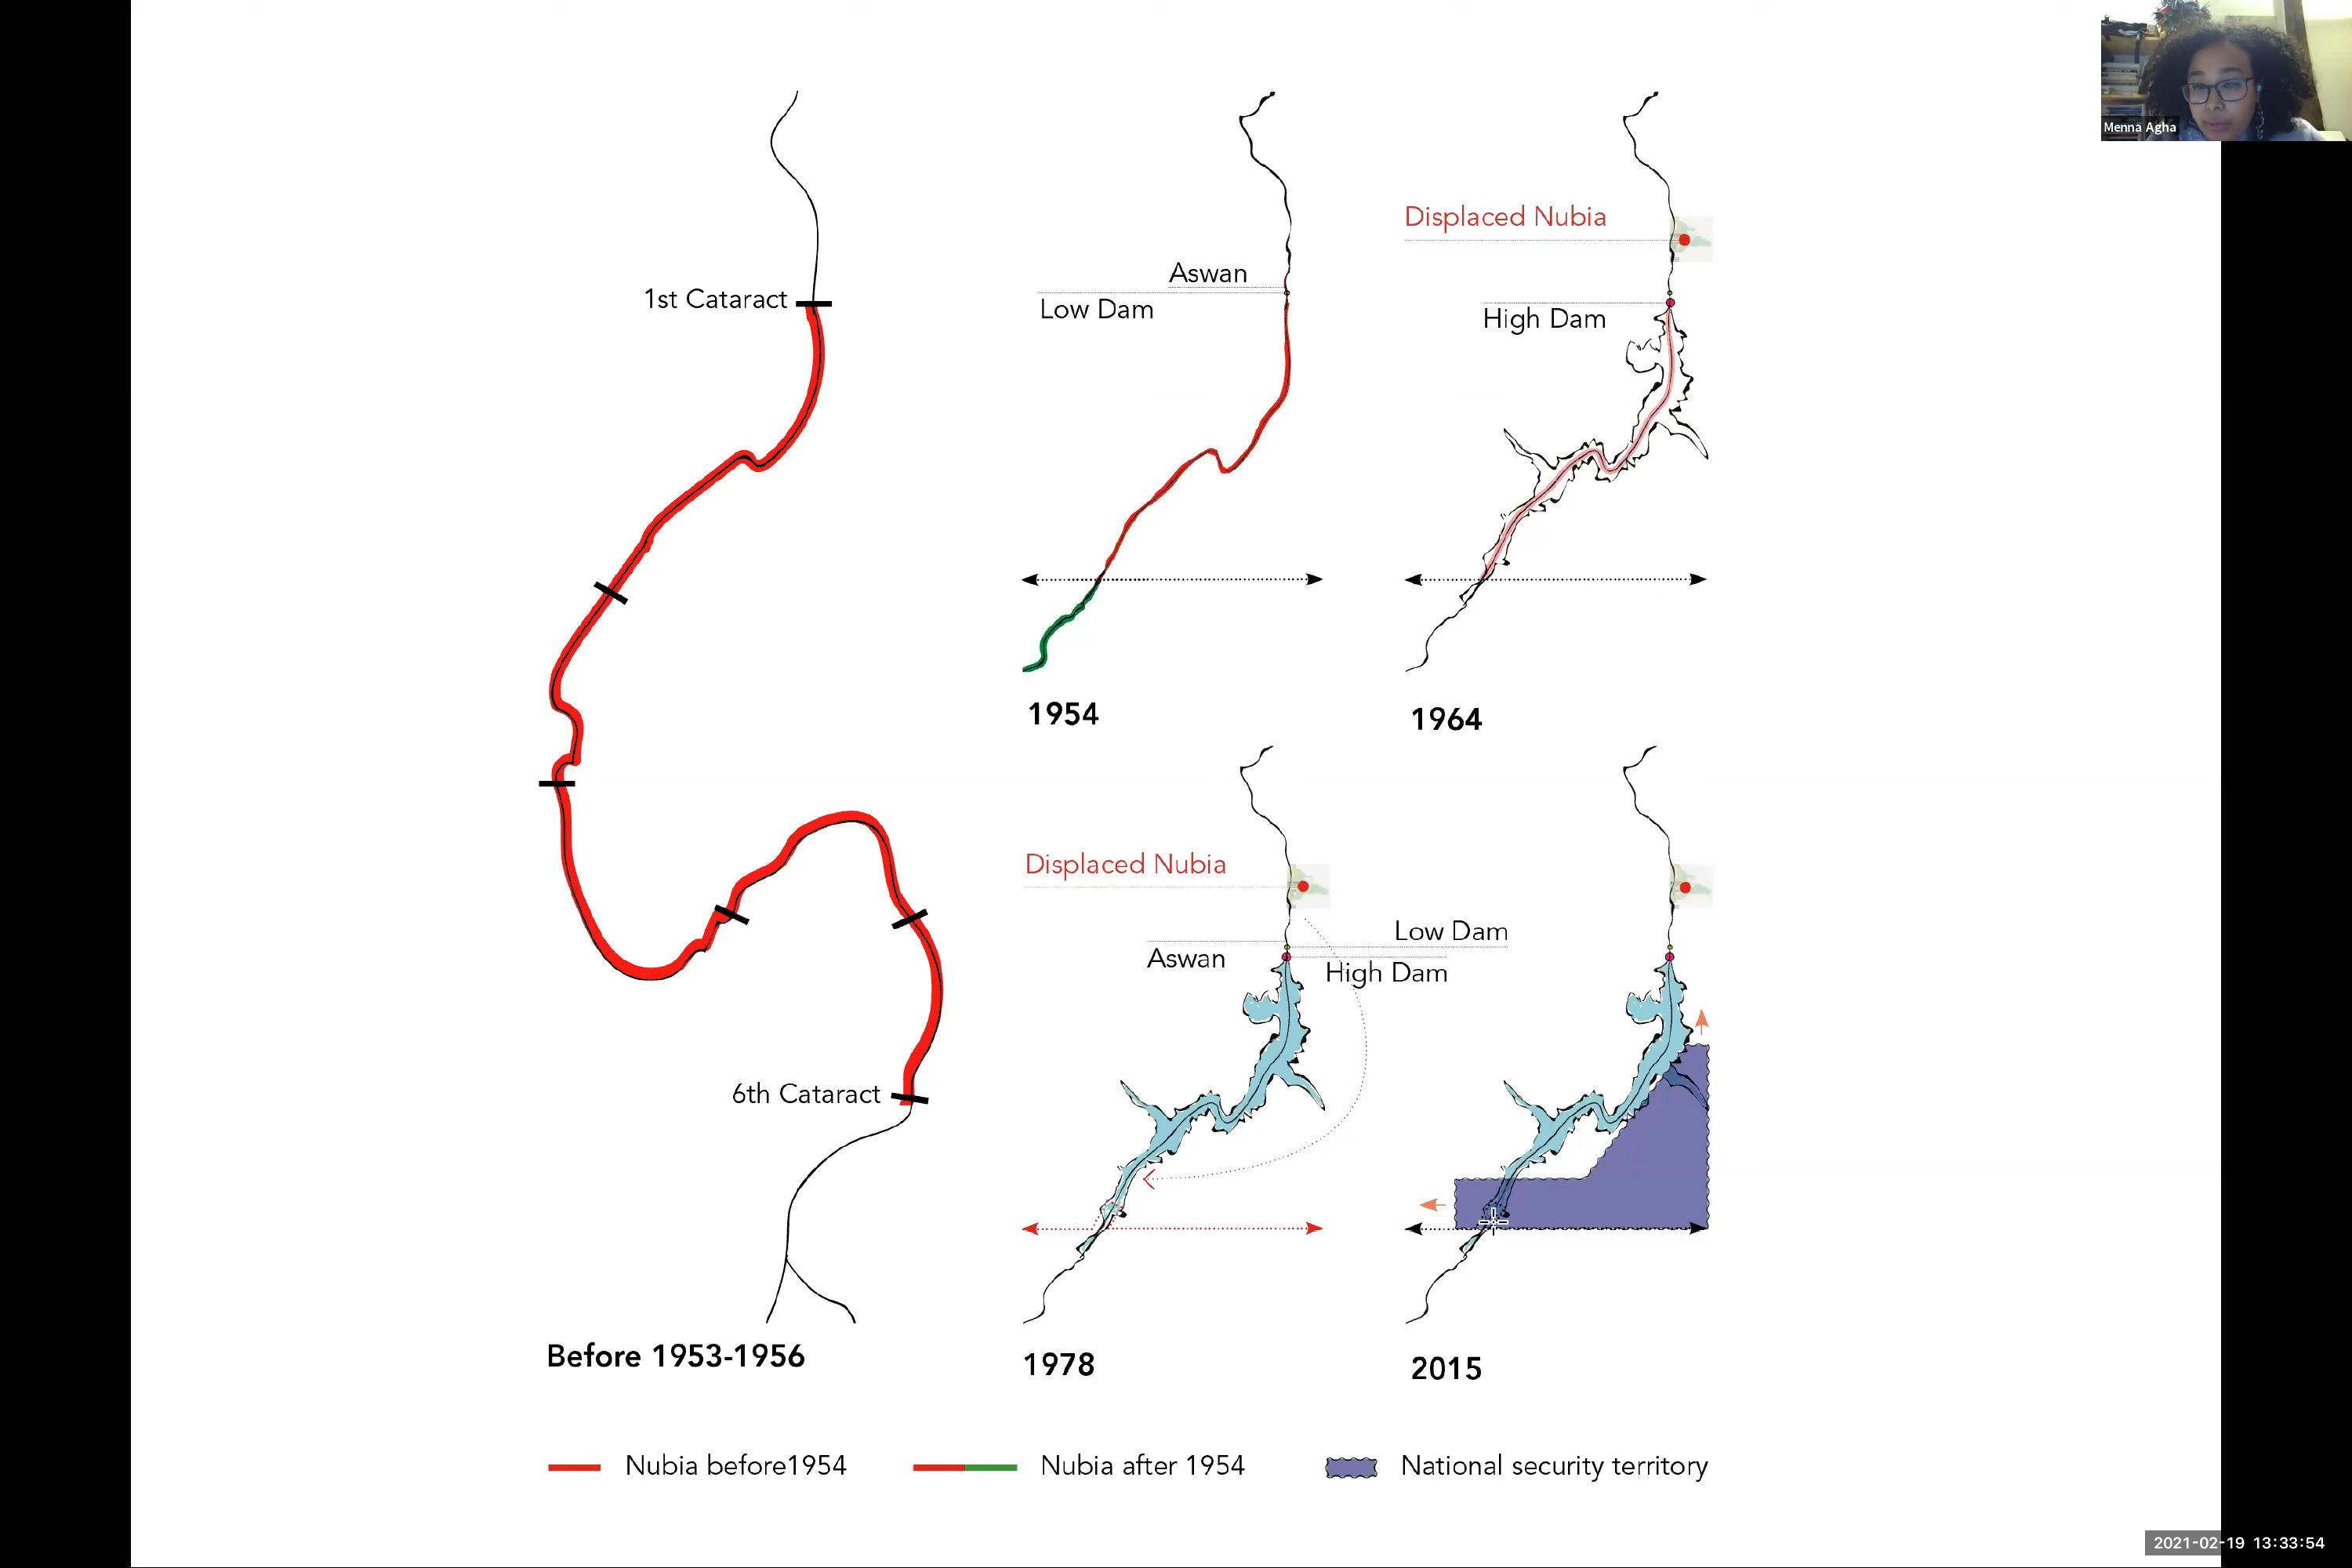 Menna Agha
1st Cataract
6th Cataract
Before 1953-1956
Aswan
Low Dam
1954
Displaced Nubia
High Dam
1964
Displaced Nubia
Low Dam
Aswan
High Dam
1978
2015
Nubia before1954
Nubia after 1954
National security territory
2021-02-19 13:33:54